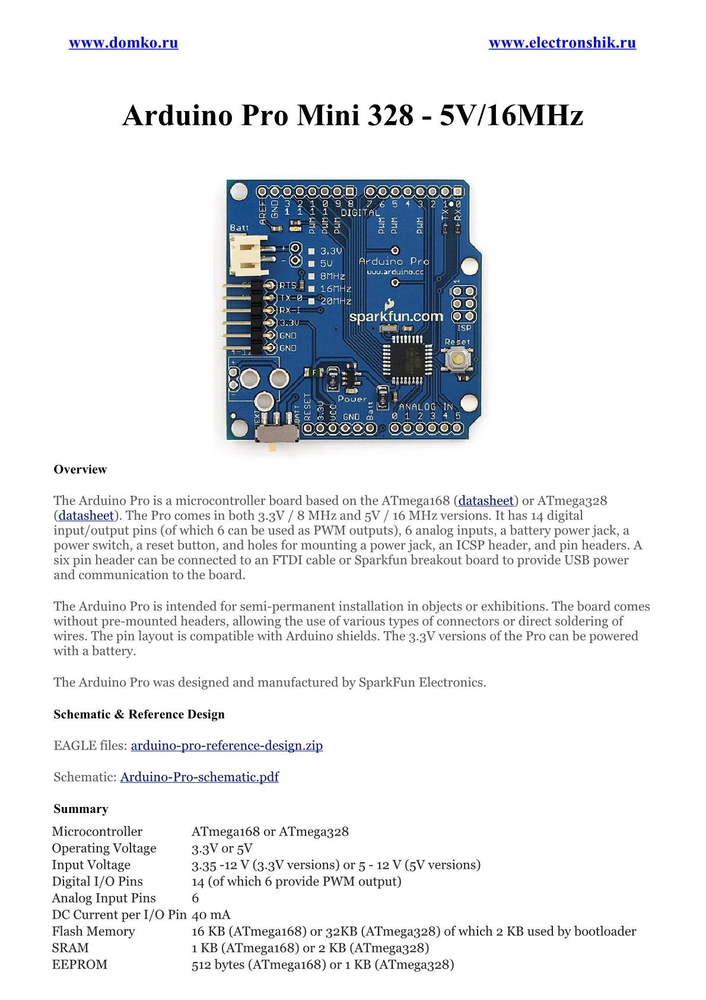 www.domko.ru www.electronshik.ru
Arduino Pro Mini 328 - 5V/16MHz
AREF GND 13 12 11 10 9 8 7 6 5 4 3 2 1 0
DIGITAL
PWM PWM PWM PWM PWM PWM TX RX
Batt
+
-
3.3V
5V
8MHz
16MHz
20MHz
Arduino Pro
www.arduino.cc
RTS
TX-0
RX-I
3.3V
GND
GND
sparkfun.com
1
ISP
Reset
+
-
F
Power
EXT BATT
RESET 3.3V VCC GND Batt
ANALOG IN
0 1 2 3 4 5
Overview
The Arduino Pro is a microcontroller board based on the ATmega168 (datasheet) or ATmega328
(datasheet). The Pro comes in both 3.3V / 8 MHz and 5V / 16 MHz versions. It has 14 digital
input/output pins (of which 6 can be used as PWM outputs), 6 analog inputs, a battery power jack, a
power switch, a reset button, and holes for mounting a power jack, an ICSP header, and pin headers. A
six pin header can be connected to an FTDI cable or Sparkfun breakout board to provide USB power
and communication to the board.
The Arduino Pro is intended for semi-permanent installation in objects or exhibitions. The board comes
without pre-mounted headers, allowing the use of various types of connectors or direct soldering of
wires. The pin layout is compatible with Arduino shields. The 3.3V versions of the Pro can be powered
with a battery.
The Arduino Pro was designed and manufactured by SparkFun Electronics.
Schematic & Reference Design
EAGLE files: arduino-pro-reference-design.zip
Schematic: Arduino-Pro-schematic.pdf
Summary
Microcontroller ATmega168 or ATmega328
Operating Voltage 3.3V or 5V
Input Voltage 3.35 -12 V (3.3V versions) or 5 - 12 V (5V versions)
Digital I/O Pins 14 (of which 6 provide PWM output)
Analog Input Pins 6
DC Current per I/O Pin 40 mA
Flash Memory 16 KB (ATmega168) or 32KB (ATmega328) of which 2 KB used by bootloader
SRAM 1 KB (ATmega168) or 2 KB (ATmega328)
EEPROM 512 bytes (ATmega168) or 1 KB (ATmega328)